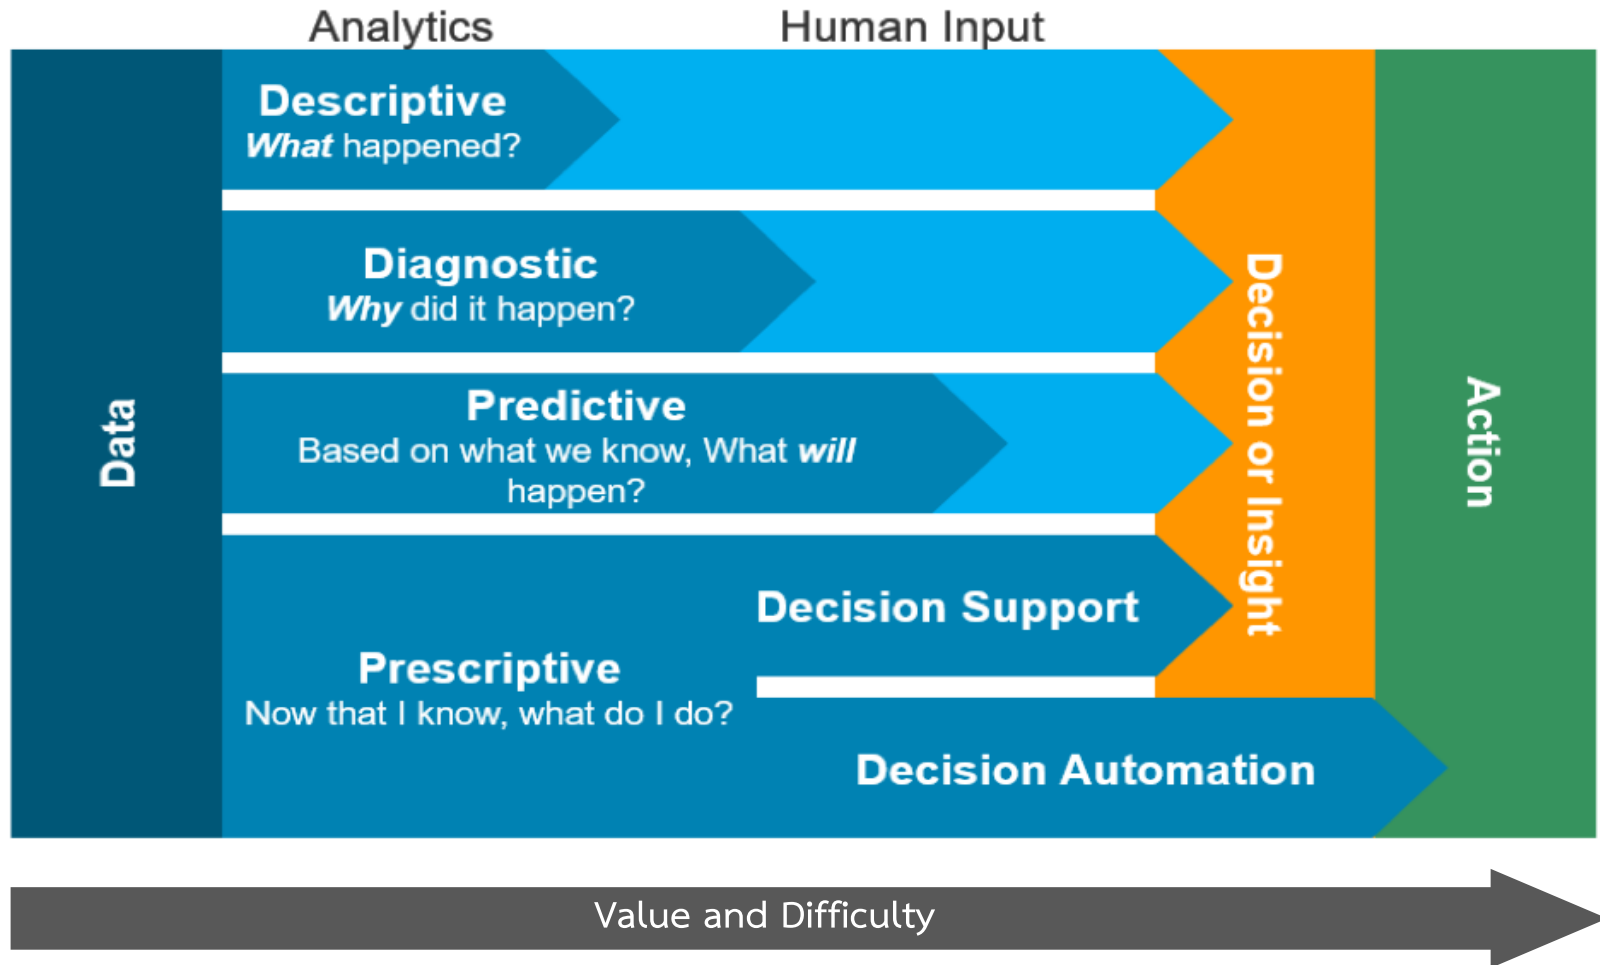 Analytics
Human Input
Descriptive
What happened?
Diagnostic
Why did it happen?
Predictive
Based on what we know, What will
happen?
Prescriptive
Now that I know, what do I do?
Decision Support
Decision Automation
Data
Decision or Insight
Action
Value and Difficulty